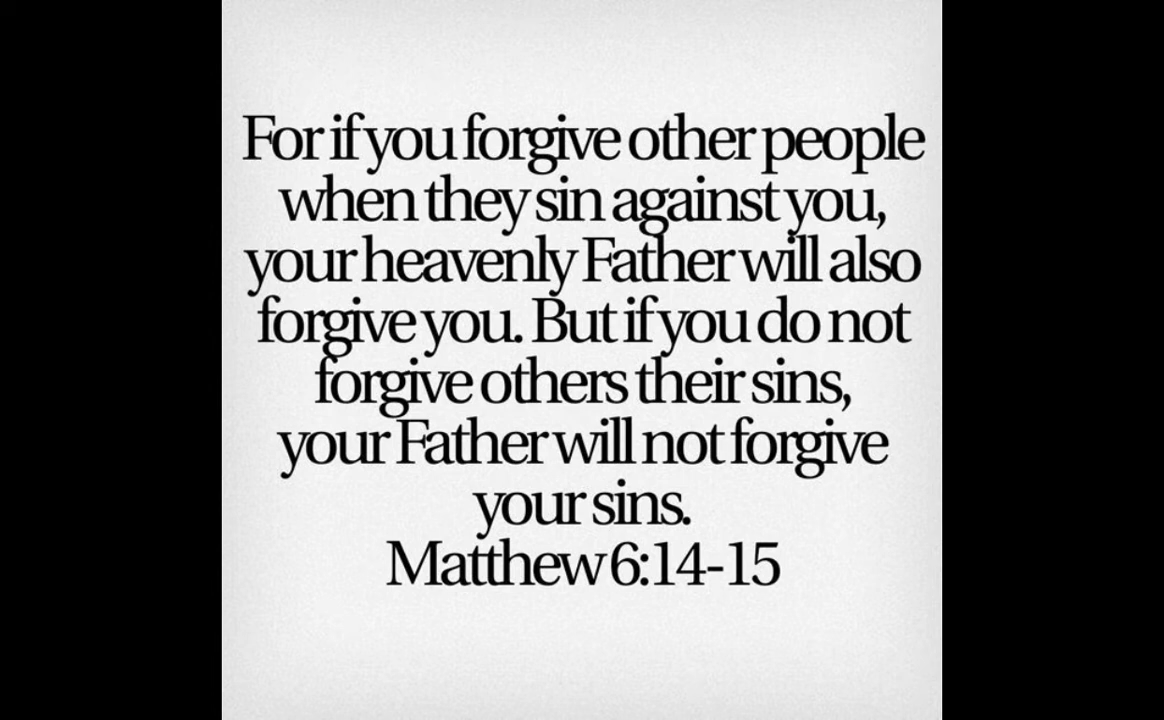 For if you forgive other people
when they sin against you,
your heavenly Father will also
forgive you. But if you do not
forgive others their sins,
your Father will not forgive
your sins.
Matthew 6:14-15